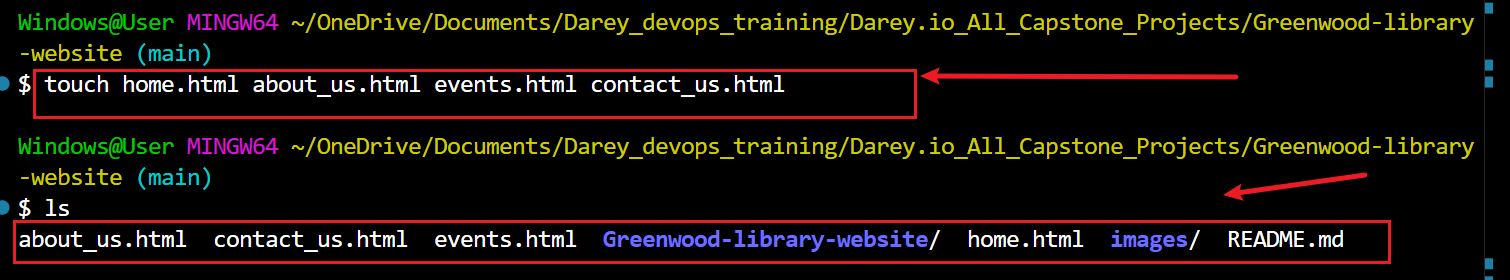 Windows@User MINGW64 ~/OneDrive/Documents/Darey_devops_training/Darey.io_All_Capstone_Projects/Greenwood-library
-website (main)
$ touch home.html about_us.html events.html contact_us.html
Windows@User MINGW64 ~/OneDrive/Documents/Darey_devops_training/Darey.io_All_Capstone_Projects/Greenwood-library
-website (main)
$ ls
about_us.html  contact_us.html  events.html  Greenwood-library-website/  home.html  images/  README.md